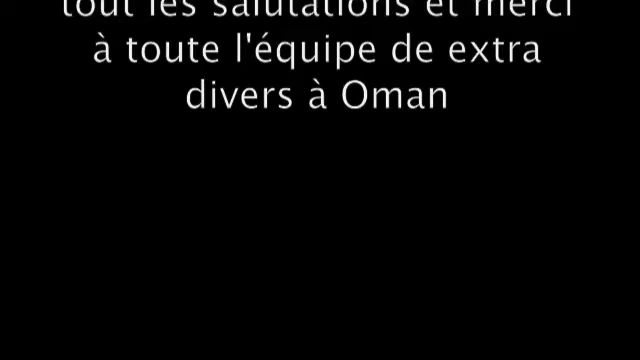 tout les salutations et merci
à toute l'équipe de extra
divers à Oman